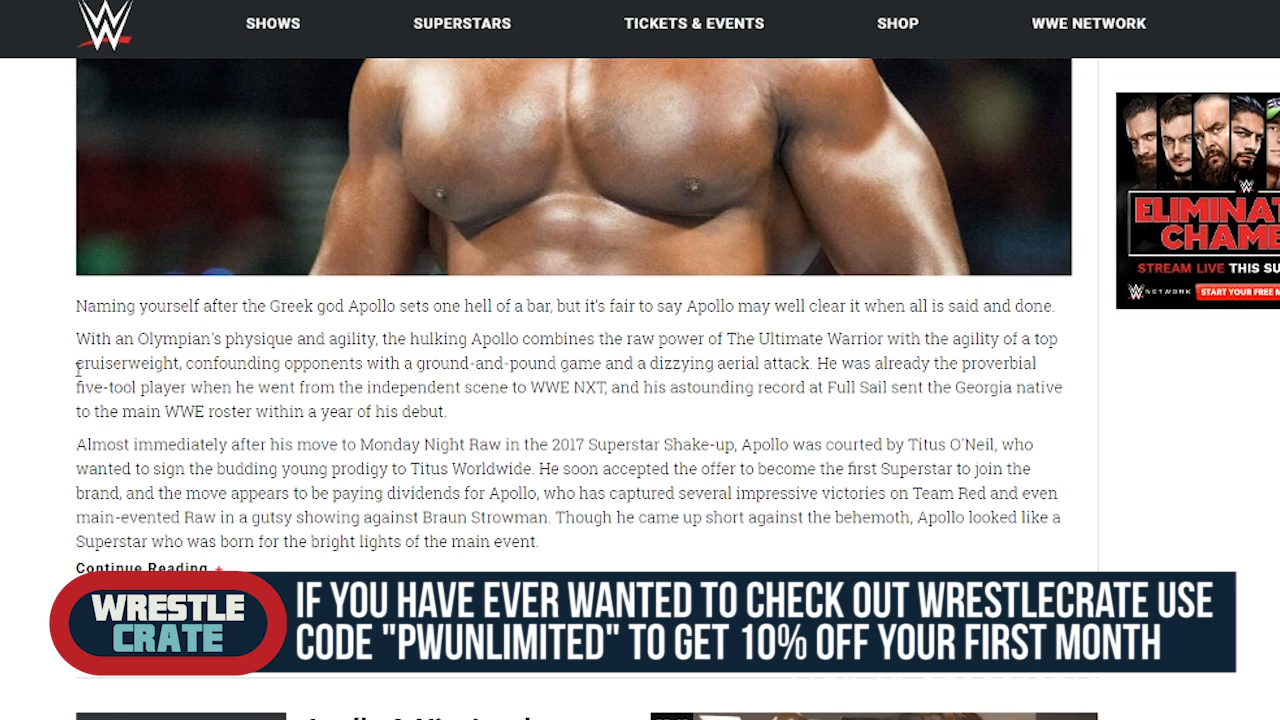 W
SHOWS
SUPERSTARS
TICKETS & EVENTS
SHOP
WWE NETWORK
ELIMINAT
CHAMB
STREAM LIVE THIS SU
W NETWORK START YOUR FREE M
Naming yourself after the Greek god Apollo sets one hell of a bar, but it's fair to say Apollo may well clear it when all is said and done.
With an Olympian's physique and agility, the hulking Apollo combines the raw power of The Ultimate Warrior with the agility of a top
cruiserweight, confounding opponents with a ground-and-pound game and a dizzying aerial attack. He was already the proverbial
five-tool player when he went from the independent scene to WWE NXT, and his astounding record at Full Sail sent the Georgia native
to the main WWE roster within a year of his debut.
Almost immediately after his move to Monday Night Raw in the 2017 Superstar Shake-up, Apollo was courted by Titus O'Neil, who
wanted to sign the budding young prodigy to Titus Worldwide. He soon accepted the offer to become the first Superstar to join the
brand, and the move appears to be paying dividends for Apollo, who has captured several impressive victories on Team Red and even
main-evented Raw in a gutsy showing against Braun Strowman. Though he came up short against the behemoth, Apollo looked like a
Superstar who was born for the bright lights of the main event.
Continue Reading +
WRESTLE
CRATE
IF YOU HAVE EVER WANTED TO CHECK OUT WRESTLECRATE USE
CODE "PWUNLIMITED" TO GET 10% OFF YOUR FIRST MONTH